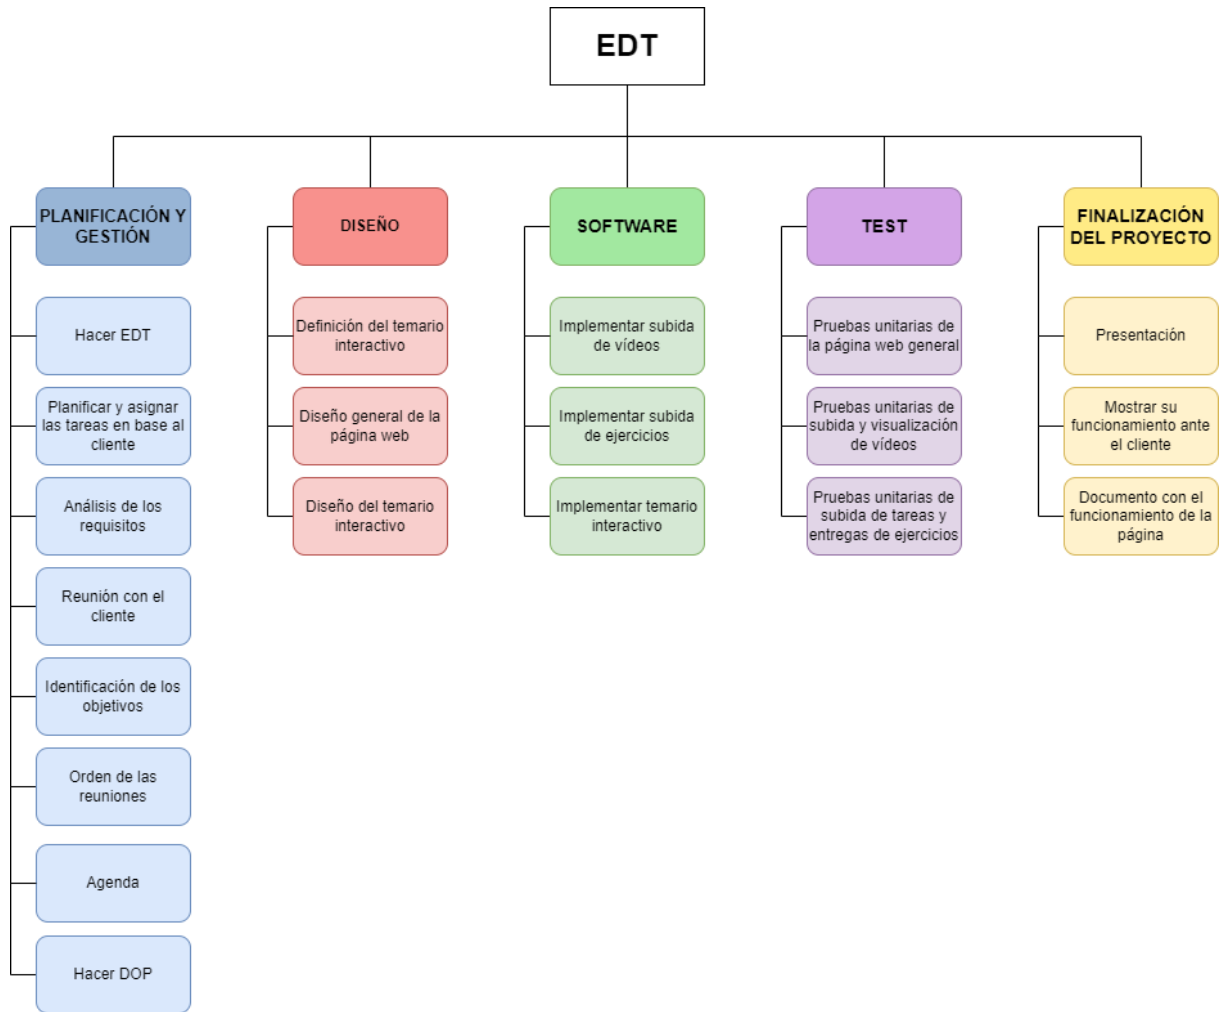 EDT
PLANIFICACIÓN Y
GESTIÓN
Hacer EDT
Planificar y asignar
las tareas en base al
cliente
Análisis de los
requisitos
Reunión con el
cliente
Identificación de los
objetivos
Orden de las
reuniones
Agenda
Hacer DOP
DISEÑO
Definición del temario
interactivo
Diseño general de la
página web
Diseño del temario
interactivo
SOFTWARE
Implementar subida
de vídeos
Implementar subida
de ejercicios
Implementar temario
interactivo
TEST
Pruebas unitarias de
la página web general
Pruebas unitarias de
subida y visualización
de vídeos
Pruebas unitarias de
subida de tareas y
entregas de ejercicios
FINALIZACIÓN
DEL PROYECTO
Presentación
Mostrar su
funcionamiento ante
el cliente
Documento con el
funcionamiento de la
página